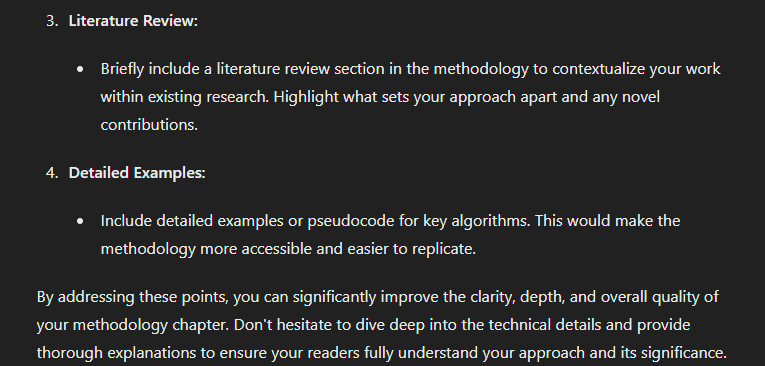 3. Literature Review:
• Briefly include a literature review section in the methodology to contextualize your work
within existing research. Highlight what sets your approach apart and any novel
contributions.
4. Detailed Examples:
• Include detailed examples or pseudocode for key algorithms. This would make the
methodology more accessible and easier to replicate.
By addressing these points, you can significantly improve the clarity, depth, and overall quality of
your methodology chapter. Don't hesitate to dive deep into the technical details and provide
thorough explanations to ensure your readers fully understand your approach and its significance.